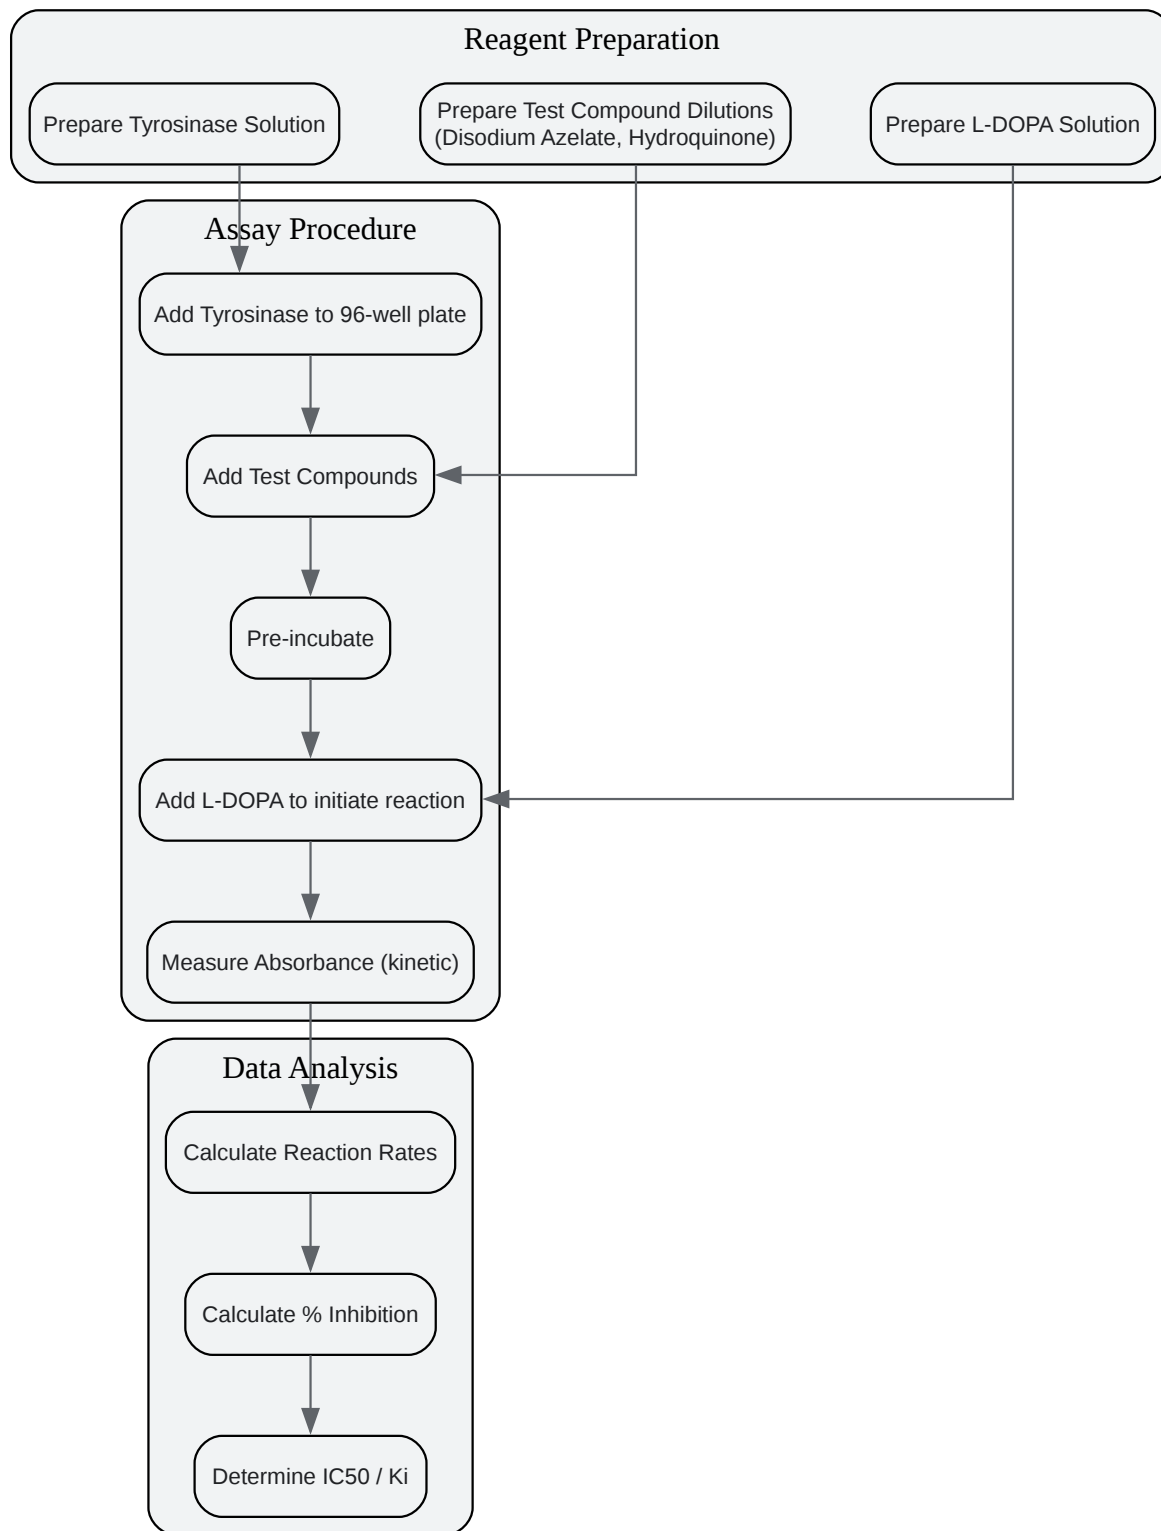 Reagent Preparation
Prepare Tyrosinase Solution
Prepare Test Compound Dilutions
(Disodium Azelate, Hydroquinone)
Prepare L-DOPA Solution
Assay Procedure
Add Tyrosinase to 96-well plate
Add Test Compounds
Pre-incubate
Add L-DOPA to initiate reaction
Measure Absorbance (kinetic)
Data Analysis
Calculate Reaction Rates
Calculate % Inhibition
Determine IC50 / Ki